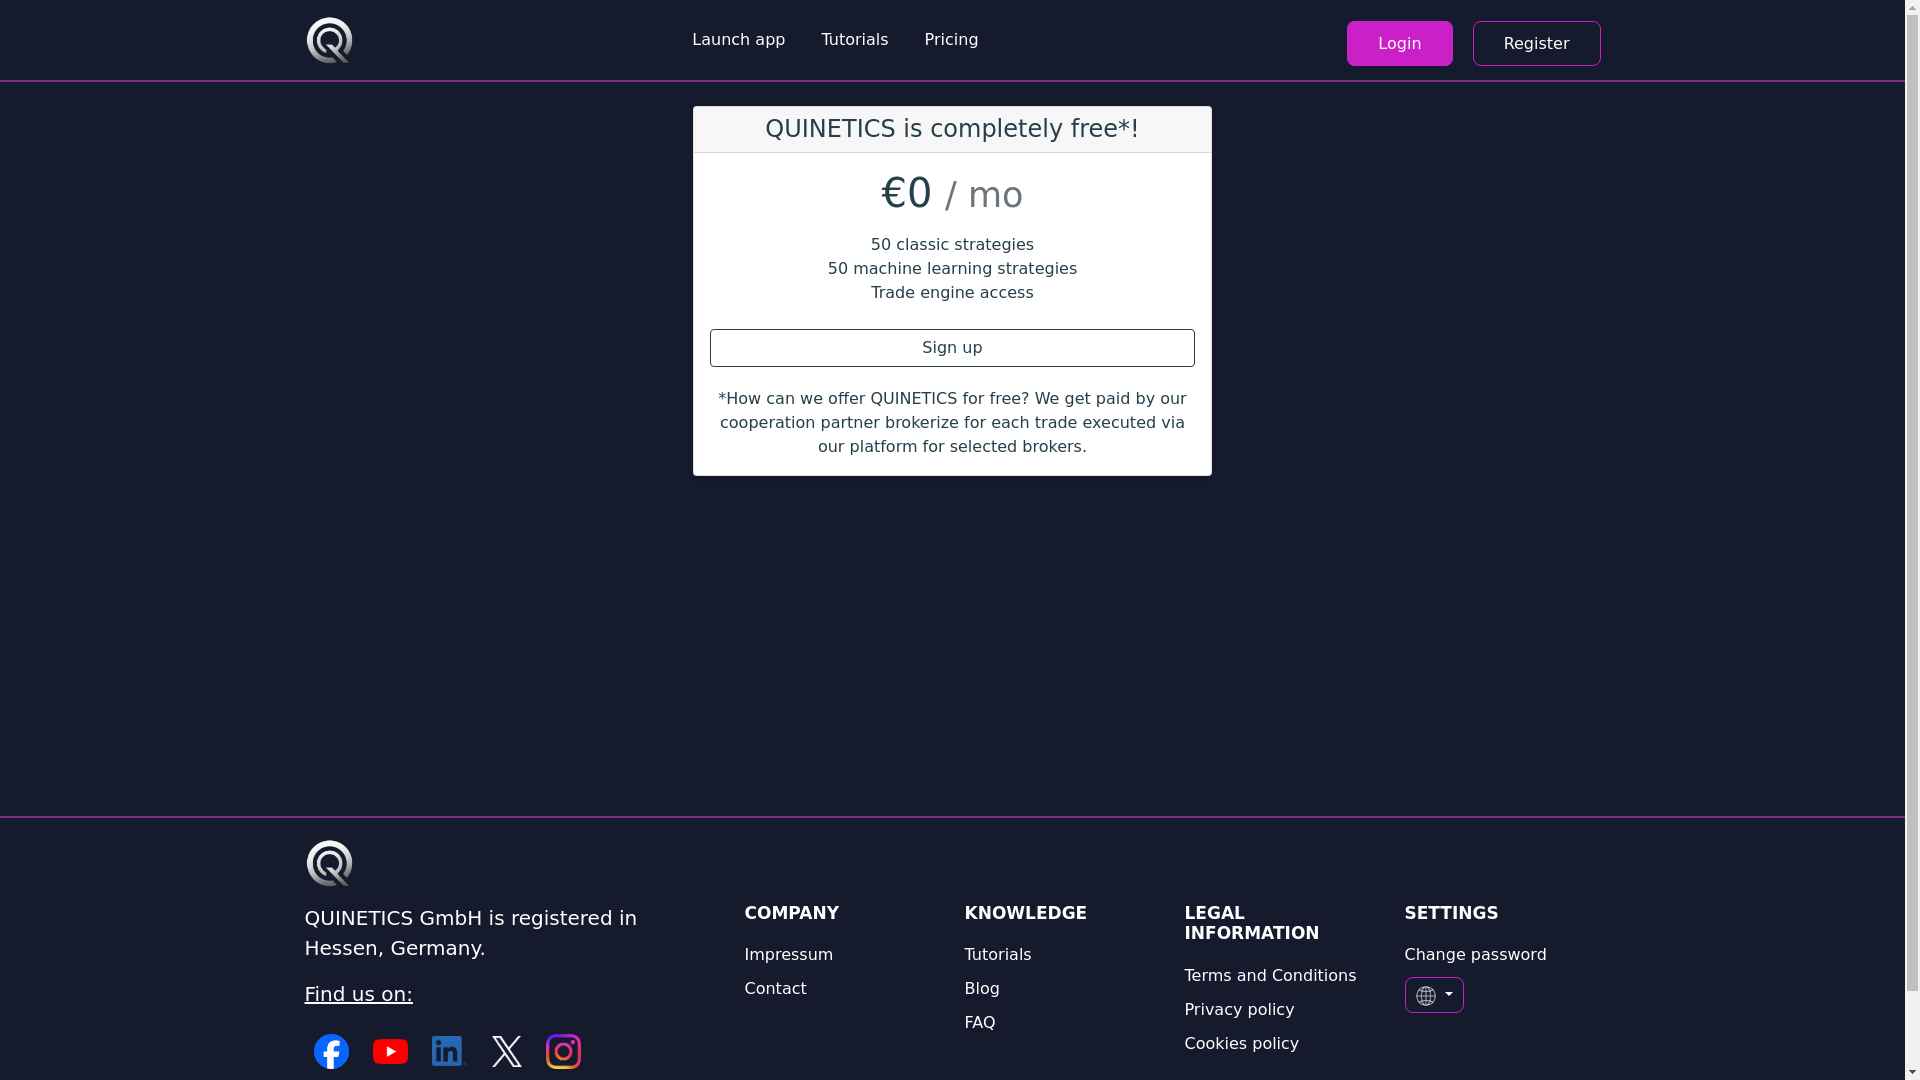 Launch app
Tutorials
Pricing
Login
Register
QUINETICS is completely free*!
€0 / mo
50 classic strategies
50 machine learning strategies
Trade engine access
Sign up
*How can we offer QUINETICS for free? We get paid by our
cooperation partner brokerize for each trade executed via
our platform for selected brokers.
QUINETICS GmbH is registered in
Hessen, Germany.
Find us on:
COMPANY
Impressum
Contact
KNOWLEDGE
Tutorials
Blog
FAQ
LEGAL
INFORMATION
Terms and Conditions
Privacy policy
Cookies policy
SETTINGS
Change password